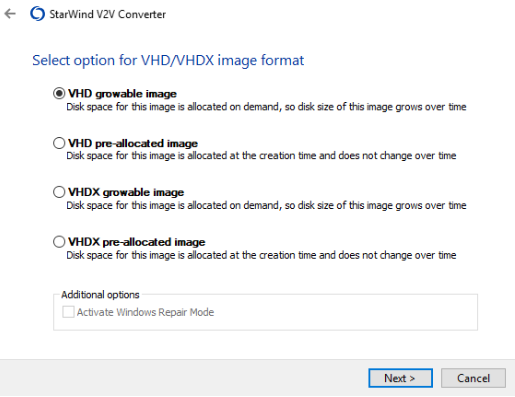 StarWind V2V Converter
Select option for VHD/VHDX image format
VHD growable image
Disk space for this image is allocated on demand, so disk size of this image grows over time
VHD pre-allocated image
Disk space for this image is allocated at the creation time and does not change over time
VHDX growable image
Disk space for this image is allocated on demand, so disk size of this image grows over time
VHDX pre-allocated image
Disk space for this image is allocated at the creation time and does not change over time
Additional options
Activate Windows Repair Mode
Next > Cancel